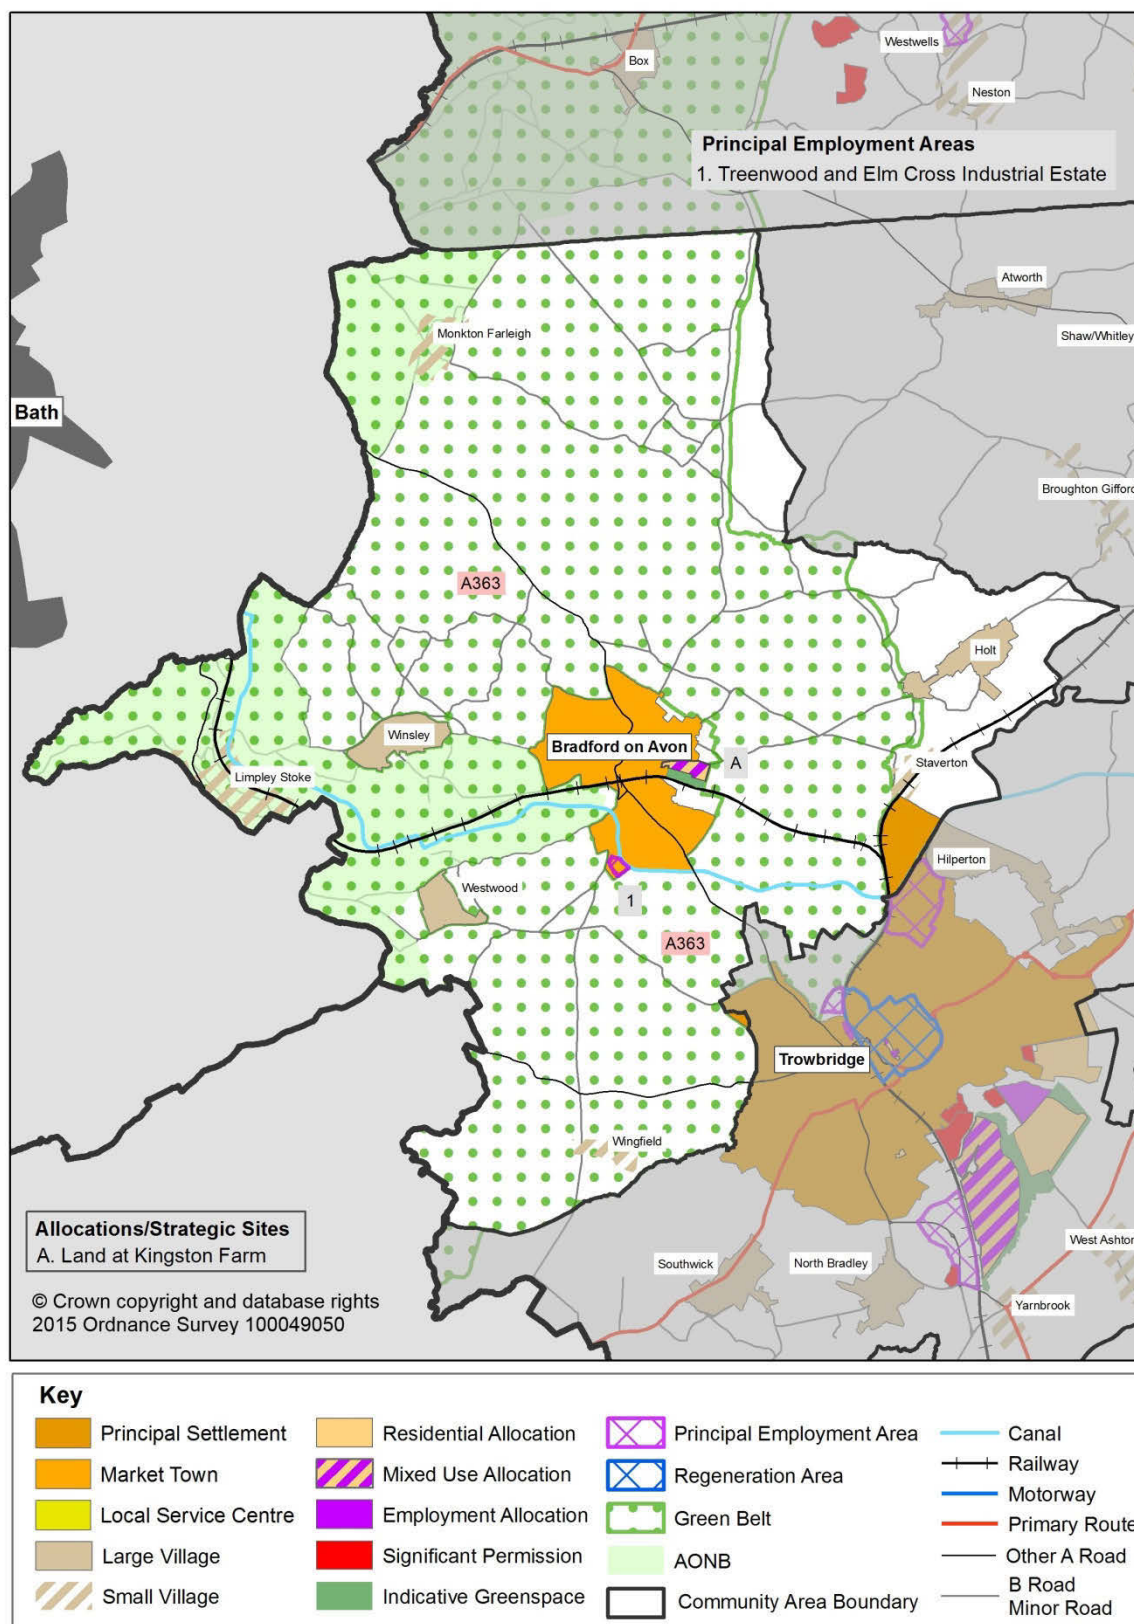 Box
Westwells
Neston
Principal Employment Areas
1. Treenwood and Elm Cross Industrial Estate
Atworth
Shaw/Whitley
Monkton Farleigh
Bath
Broughton Gifford
A363
Holt
Winsley
Bradford on Avon
A
Staverton
Limpley Stoke
Hilperton
Westwood
1
A363
Trowbridge
Wingfield
Allocations/Strategic Sites
A. Land at Kingston Farm
Southwick
North Bradley
West Ashton
Yarnbrook
© Crown copyright and database rights
2015 Ordnance Survey 100049050
Key
Principal Settlement
Market Town
Local Service Centre
Large Village
Small Village
Residential Allocation
Mixed Use Allocation
Employment Allocation
Significant Permission
Indicative Greenspace
Principal Employment Area
Regeneration Area
Green Belt
AONB
Community Area Boundary
Canal
Railway
Motorway
Primary Route
Other A Road
B Road
Minor Road